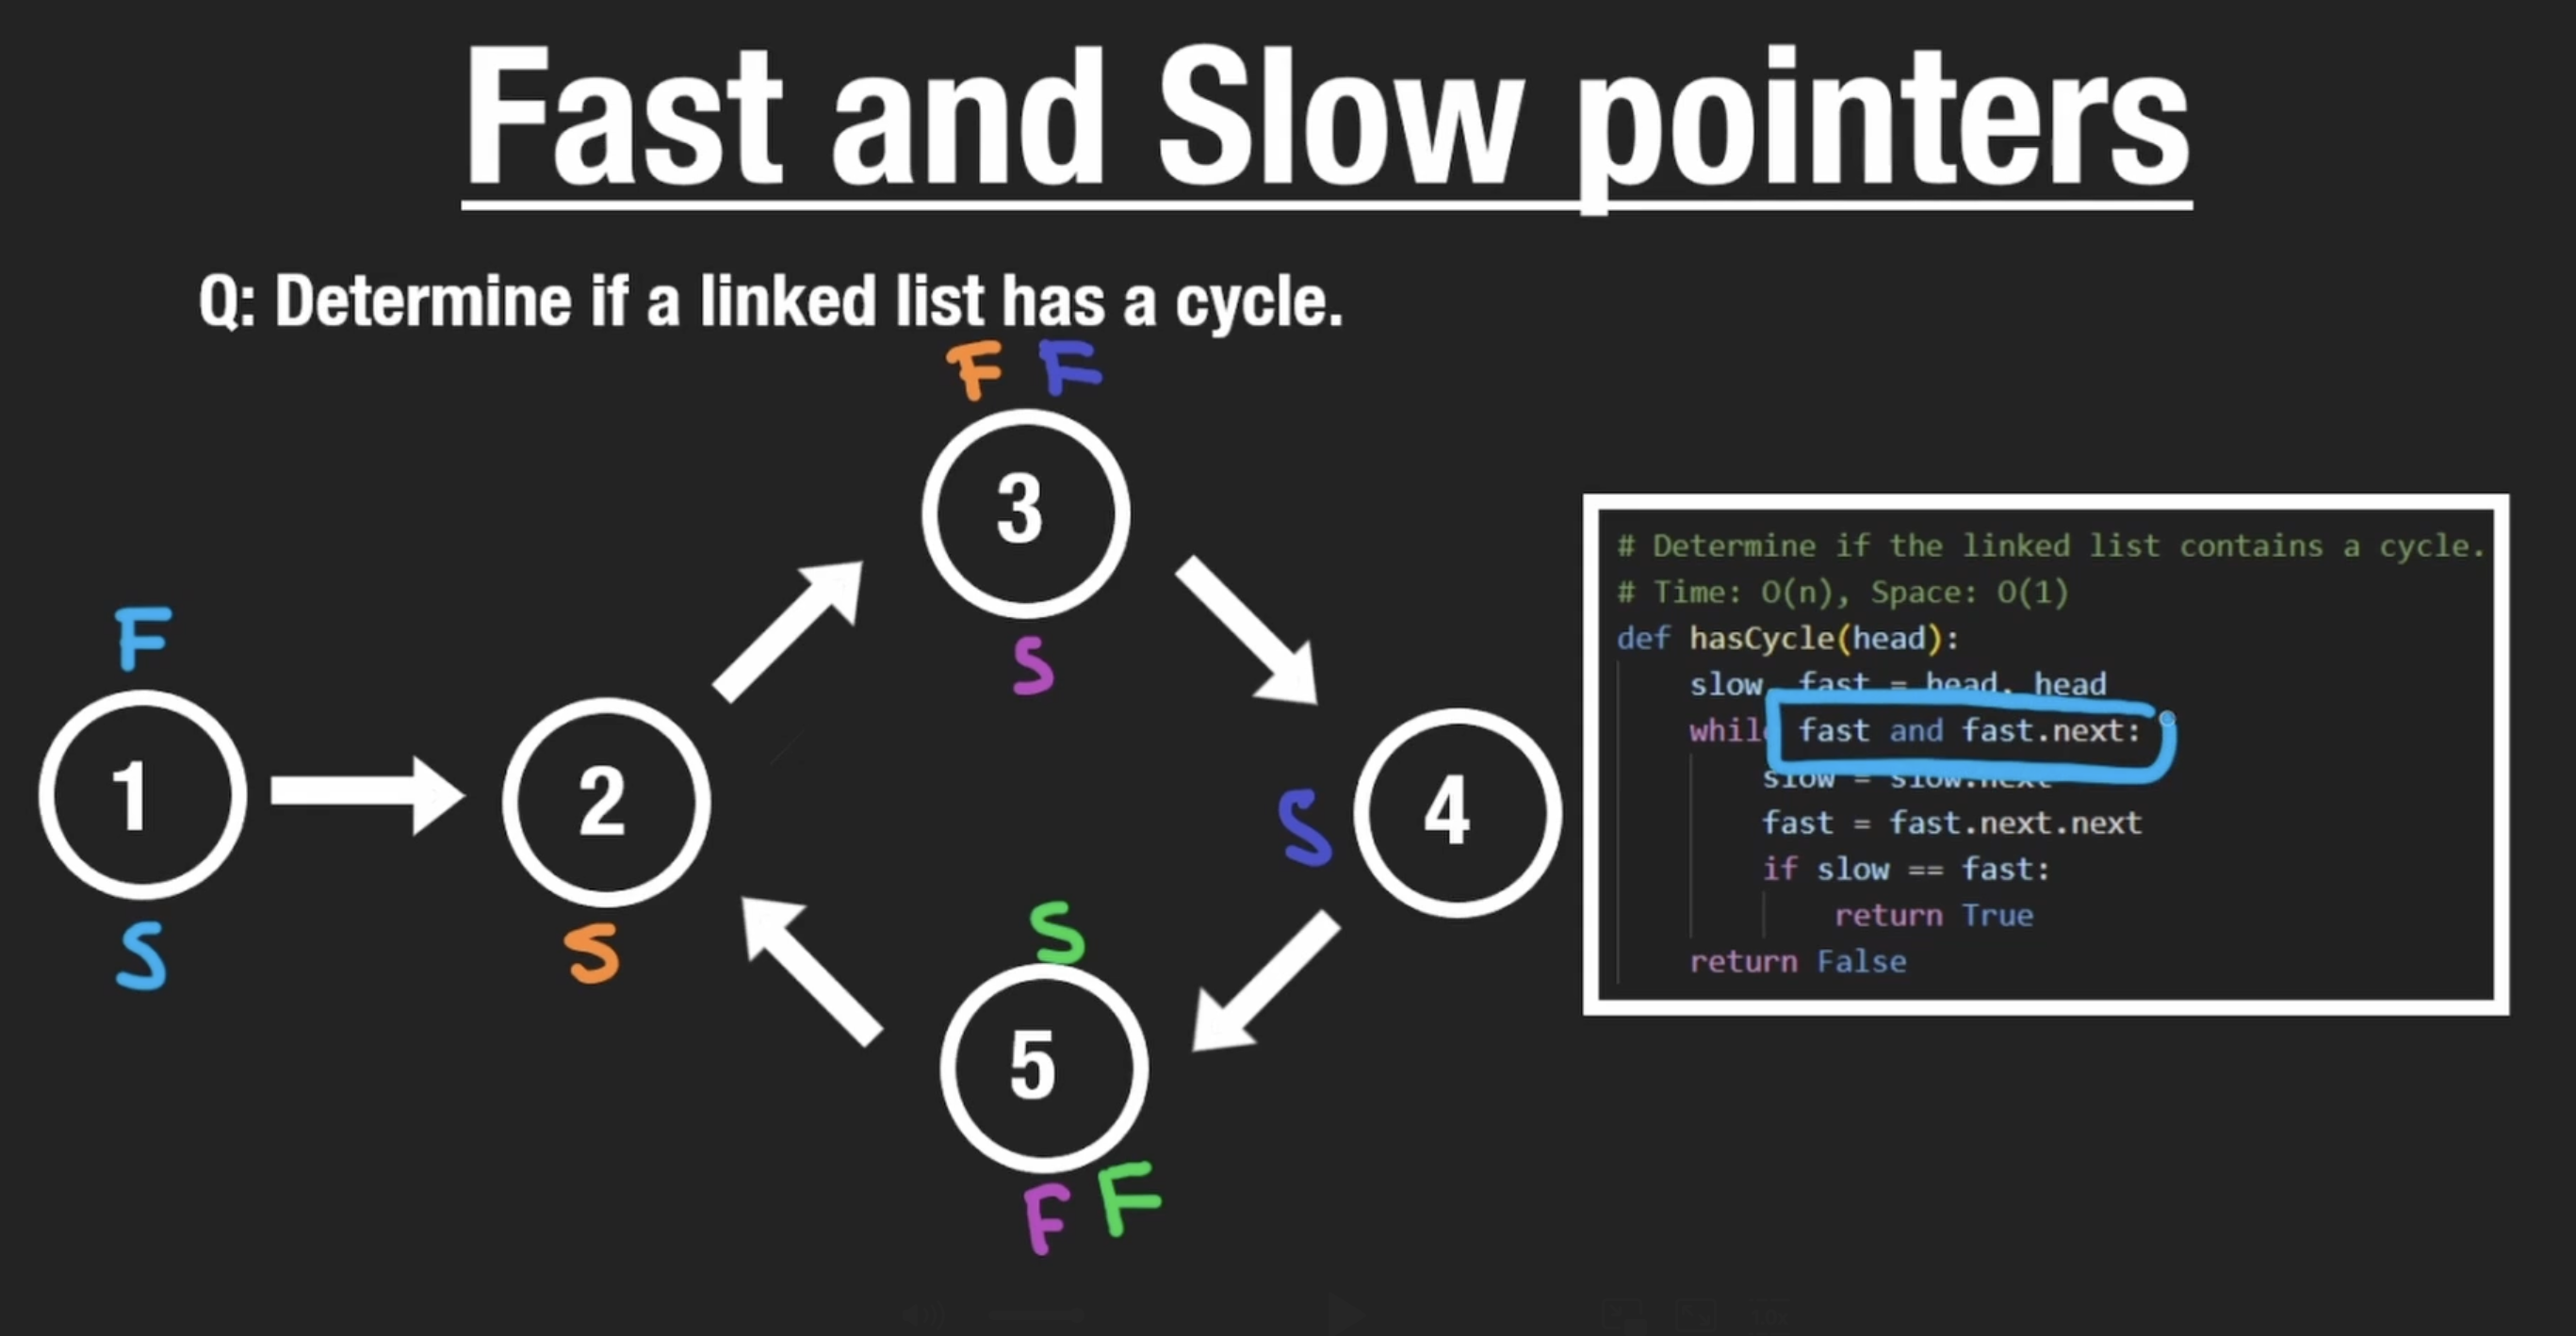 Fast and Slow pointers
Q: Determine if a linked list has a cycle.
F F
3
S
F
1
S
2
S
S
4
S
5
F F
# Determine if the linked list contains a cycle.
# Time: O(n), Space: O(1)
def hasCycle(head):
slow, fast = head, head
while fast and fast.next:
slow = slow.next
fast = fast.next.next
if slow == fast:
return True
return False